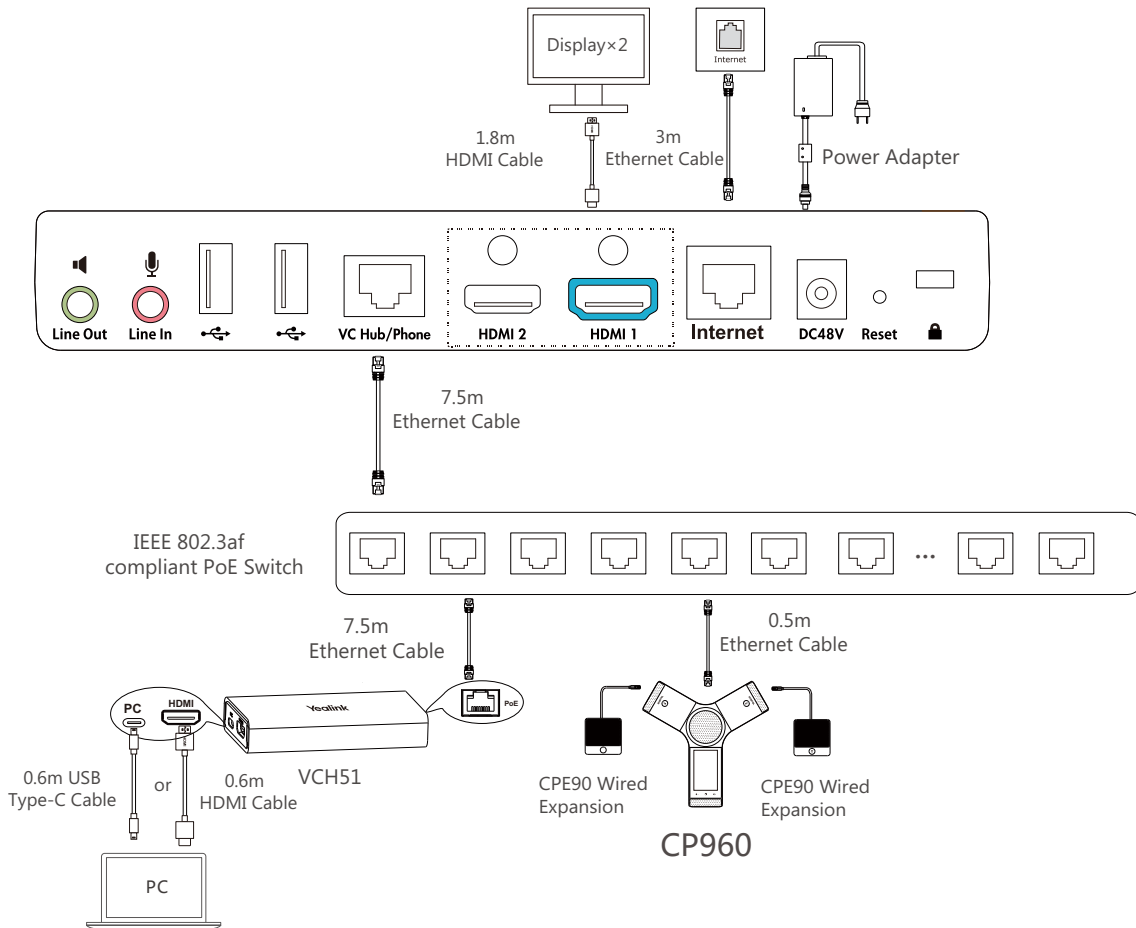 Display×2
Internet
1.8m
HDMI Cable
3m
Ethernet Cable
Power Adapter
Line Out
Line In
VC Hub/Phone
HDMI 2
HDMI 1
Internet
DC48V
Reset
7.5m
Ethernet Cable
IEEE 802.3af
compliant PoE Switch
...
7.5m
Ethernet Cable
0.5m
Ethernet Cable
PC
HDMI
Yealink
PoE
VCH51
0.6m USB
Type-C Cable
or
0.6m
HDMI Cable
CPE90 Wired
Expansion
CPE90 Wired
Expansion
CP960
PC